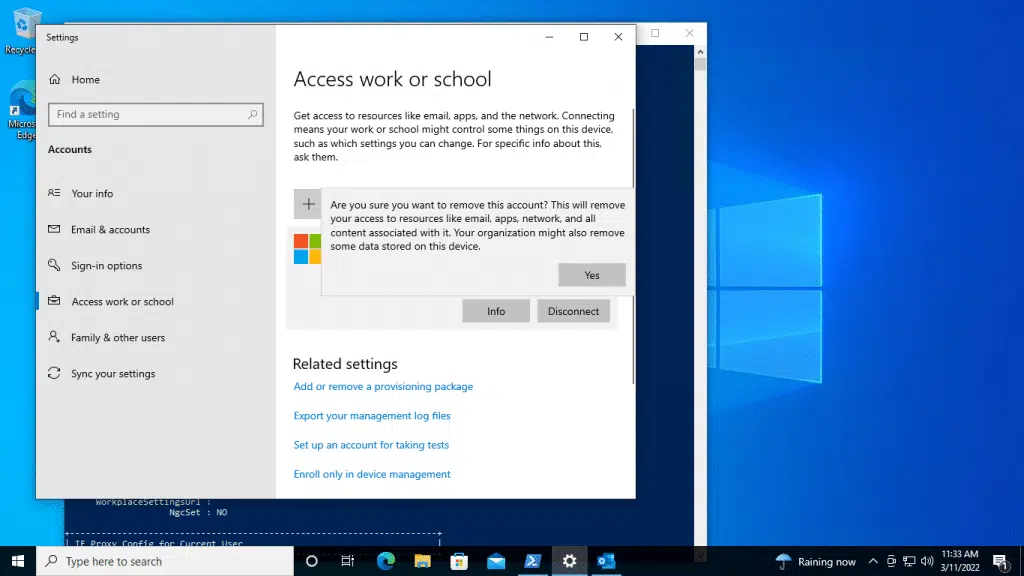 Recycle
Micros
Edge
Settings
Home
Find a setting
Accounts
Your info
Email & accounts
Sign-in options
Access work or school
Family & other users
Sync your settings
Access work or school
Get access to resources like email, apps, and the network. Connecting
means your work or school might control some things on this device,
such as which settings you can change. For specific info about this,
ask them.
Are you sure you want to remove this account? This will remove
your access to resources like email, apps, network, and all
content associated with it. Your organization might also remove
some data stored on this device.
Yes
Info
Disconnect
Related settings
Add or remove a provisioning package
Export your management log files
Set up an account for taking tests
Enroll only in device management
WorkplaceSettingsUrl :
NgcSet : NO
IE Proxy Config for Current User
Type here to search
Raining now
11:33 AM
3/11/2022
1